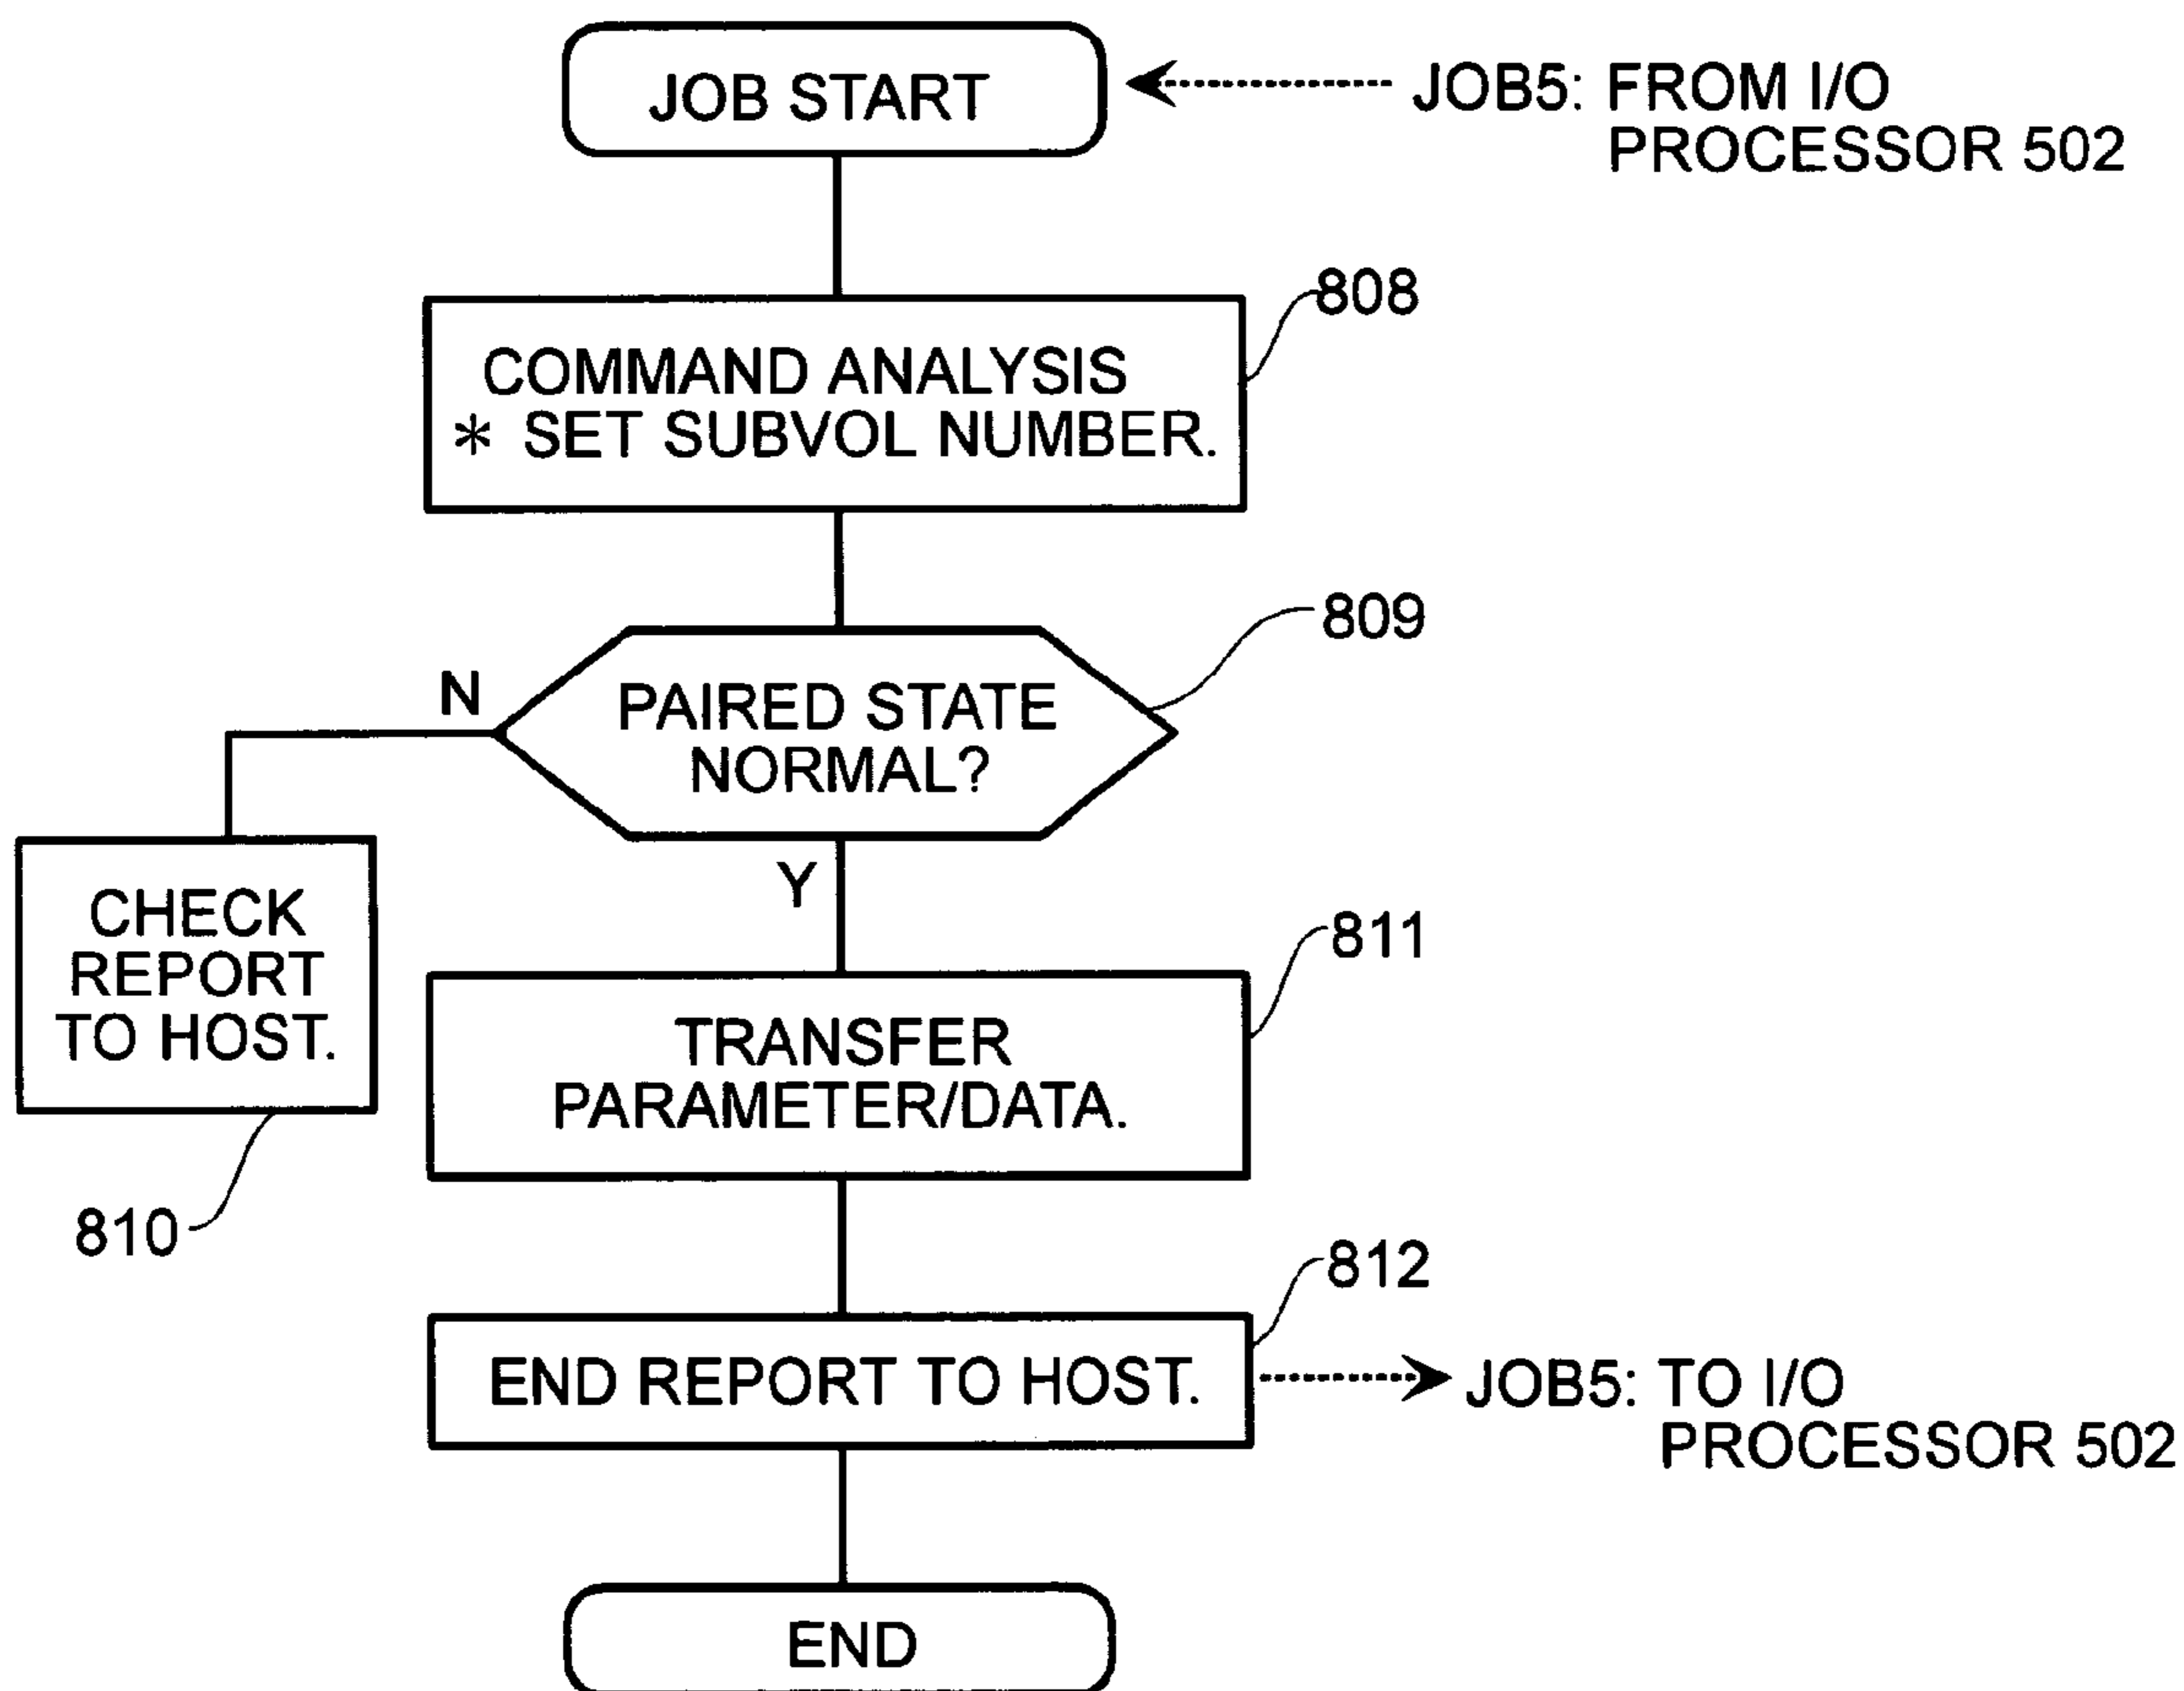 JOB START
JOB5: FROM I/O
PROCESSOR 502
808
COMMAND ANALYSIS
* SET SUBVOL NUMBER.
809
N
PAIRED STATE
NORMAL?
Y
CHECK
REPORT
TO HOST.
810
811
TRANSFER
PARAMETER/DATA.
812
END REPORT TO HOST.
JOB5: TO I/O
PROCESSOR 502
END